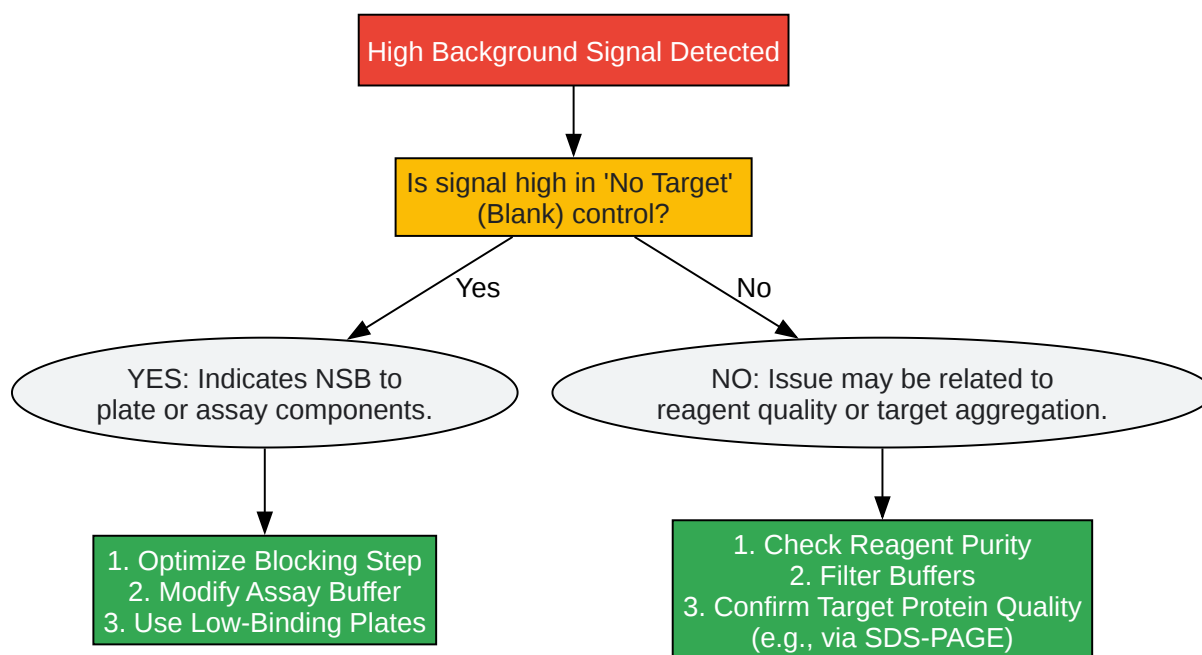 High Background Signal Detected
Is signal high in 'No Target'
(Blank) control?
Yes
No
YES: Indicates NSB to
plate or assay components.
NO: Issue may be related to
reagent quality or target aggregation.
1. Optimize Blocking Step
2. Modify Assay Buffer
3. Use Low-Binding Plates
1. Check Reagent Purity
2. Filter Buffers
3. Confirm Target Protein Quality
(e.g., via SDS-PAGE)